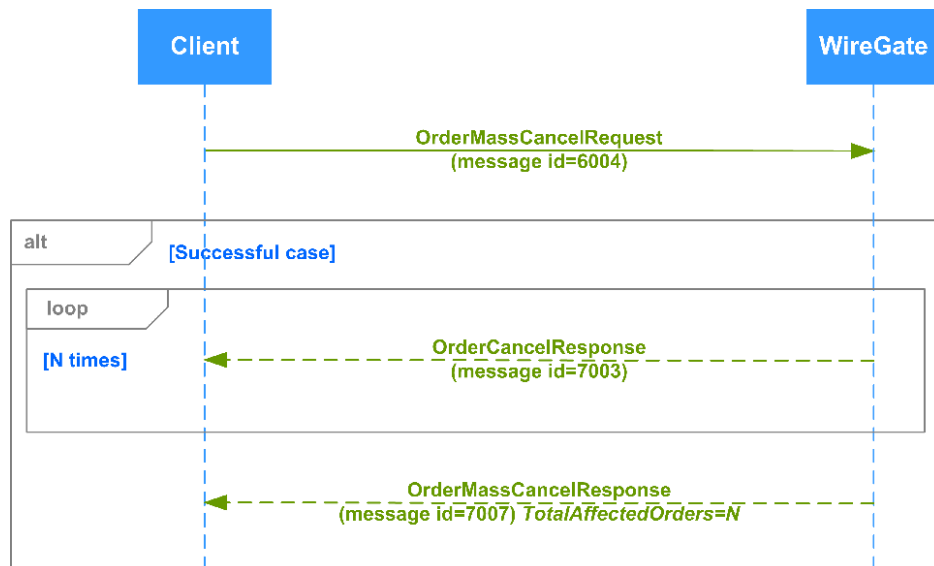 Client
WireGate
OrderMassCancelRequest
(message id=6004)
alt
[Successful case]
loop
[N times]
OrderCancelResponse
(message id=7003)
OrderMassCancelResponse
(message id=7007) TotalAffectedOrders=N